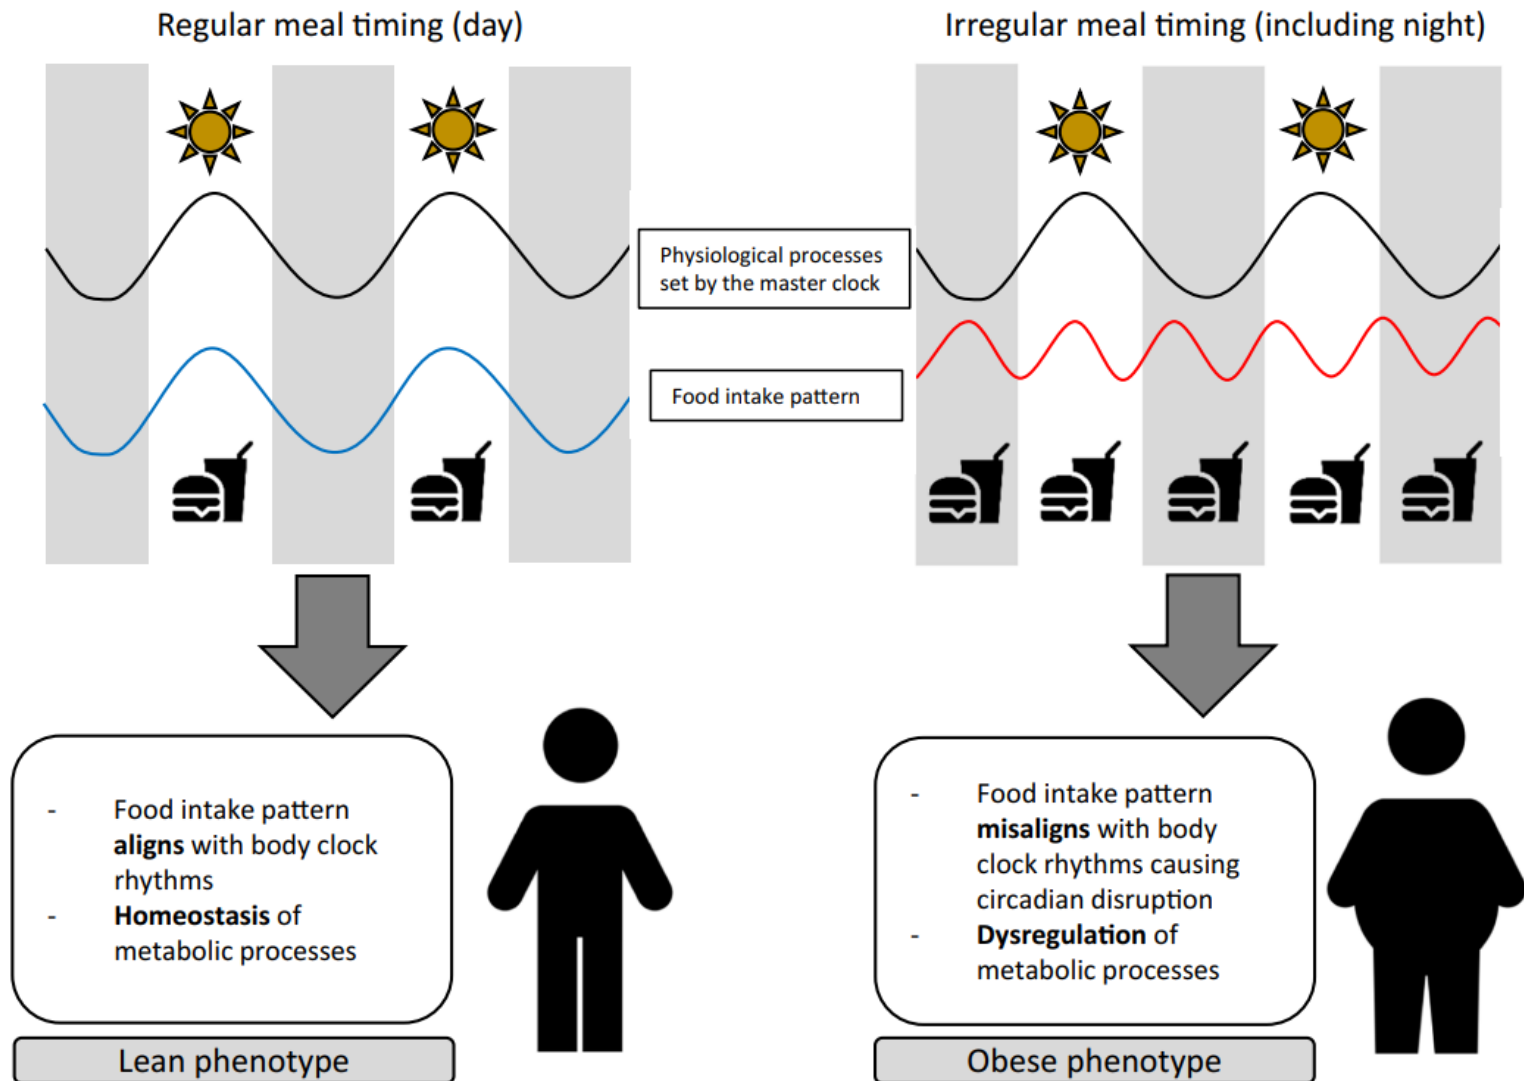 Regular meal timing (day)
Irregular meal timing (including night)
Physiological processes
set by the master clock
Food intake pattern
- Food intake pattern
aligns with body clock
rhythms
- Homeostasis of
metabolic processes
Lean phenotype
- Food intake pattern
misaligns with body
clock rhythms causing
circadian disruption
- Dysregulation of
metabolic processes
Obese phenotype